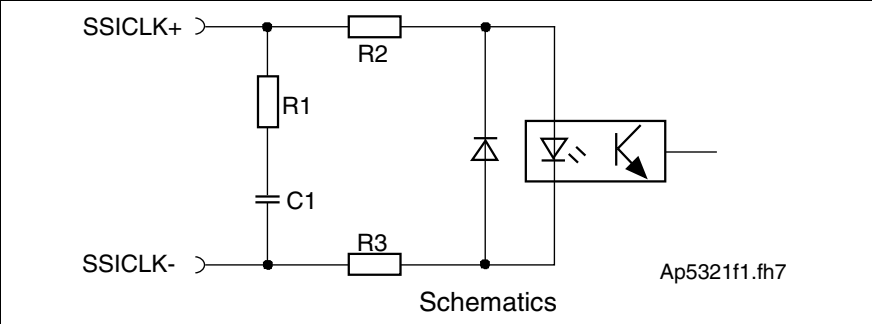 SSICLK+
R2
R1
C1
R3
SSICLK-
Ap5321f1.fh7
Schematics